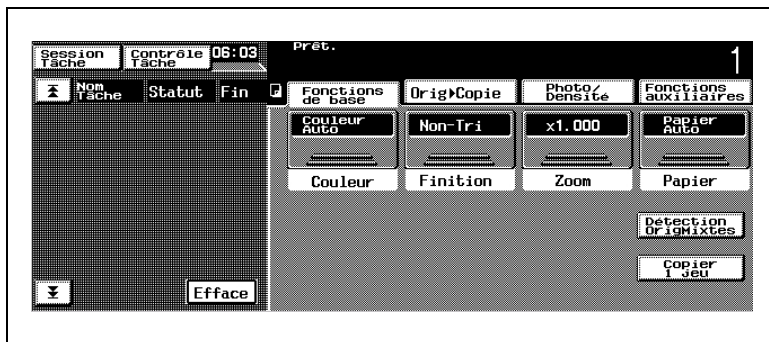 Session Tâche
Contrôle Tâche
06:03
Prêt.
1
Nom Tâche
Statut
Fin
Fonctions de base
Orig▸Copie
Photo/ Densité
Fonctions auxiliaires
Couleur Auto
Non-Tri
x1.000
Papier Auto
Couleur
Finition
Zoom
Papier
Détection OrigMixtes
Copier 1 jeu
Efface